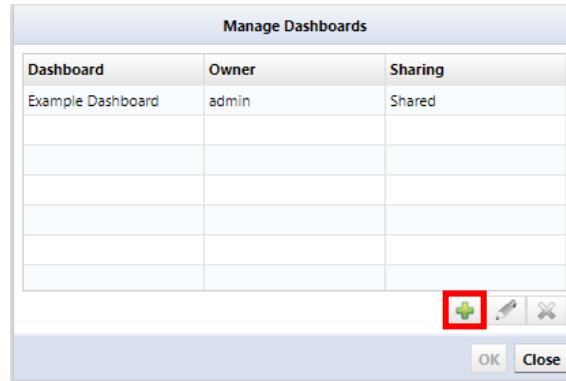 Manage Dashboards
Dashboard Owner Sharing
Example Dashboard admin Shared
OK Close